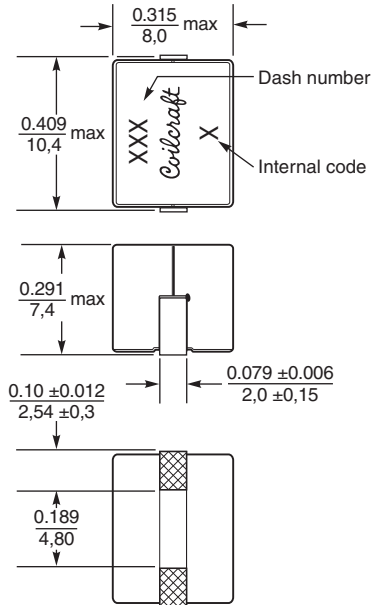 0.315
8,0
max
Dash number
0.409
10,4
max
XXX
Coilcraft
X
Internal code
0.291
7,4
max
0.10 ±0.012
2,54 ±0,3
0.079 ±0.006
2,0 ±0,15
0.189
4,80